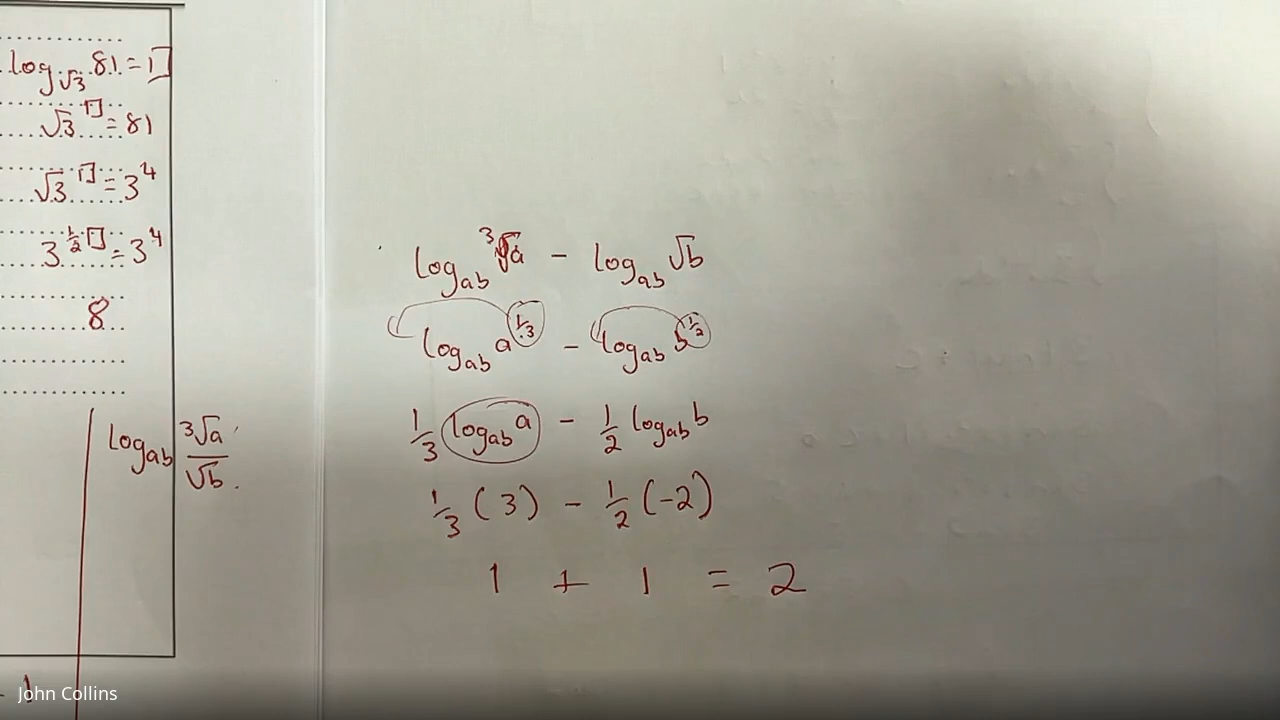 log√3 81 = □
√3^□ = 81
√3^□ = 3^4
3^(1/2 □) = 3^4
8
log_ab ³√a / √b
log_ab ³√a − log_ab √b
log_ab a^(1/3) − log_ab b^(1/2)
1/3 log_ab a − 1/2 log_ab b
1/3 (3) − 1/2 (-2)
1 + 1 = 2
John Collins